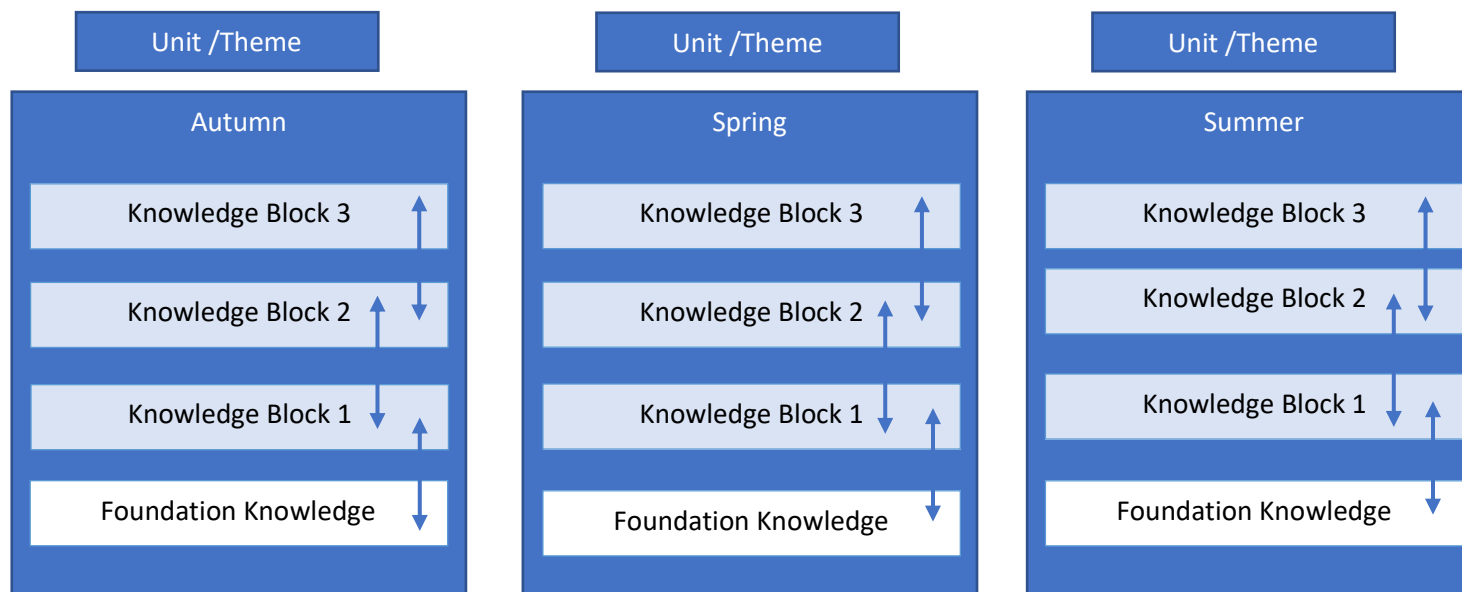 Unit /Theme
Autumn
Knowledge Block 3
Knowledge Block 2
Knowledge Block 1
Foundation Knowledge
Unit /Theme
Spring
Knowledge Block 3
Knowledge Block 2
Knowledge Block 1
Foundation Knowledge
Unit /Theme
Summer
Knowledge Block 3
Knowledge Block 2
Knowledge Block 1
Foundation Knowledge